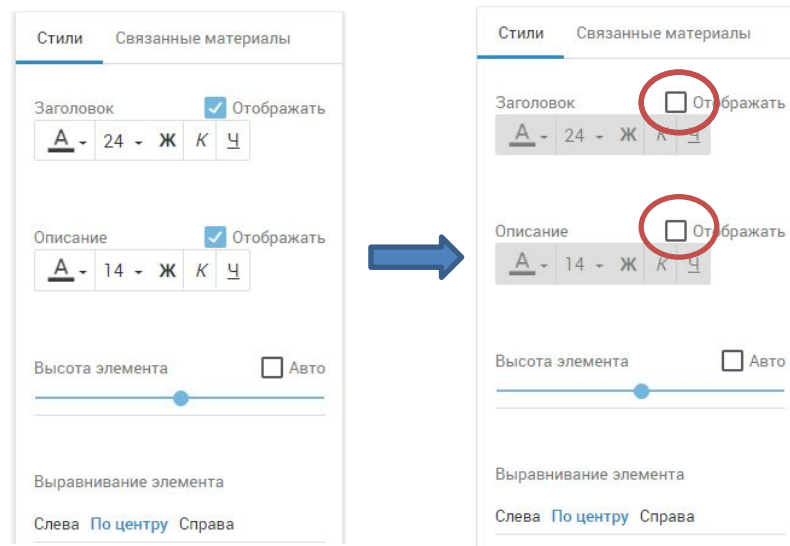 Стили Связанные материалы
Заголовок Отображать
А 24 Ж К Ч
Описание Отображать
А 14 Ж К Ч
Высота элемента Авто
Выравнивание элемента
Слева По центру Справа
Стили Связанные материалы
Заголовок Отображать
А 24 Ж К Ч
Описание Отображать
А 14 Ж К Ч
Высота элемента Авто
Выравнивание элемента
Слева По центру Справа